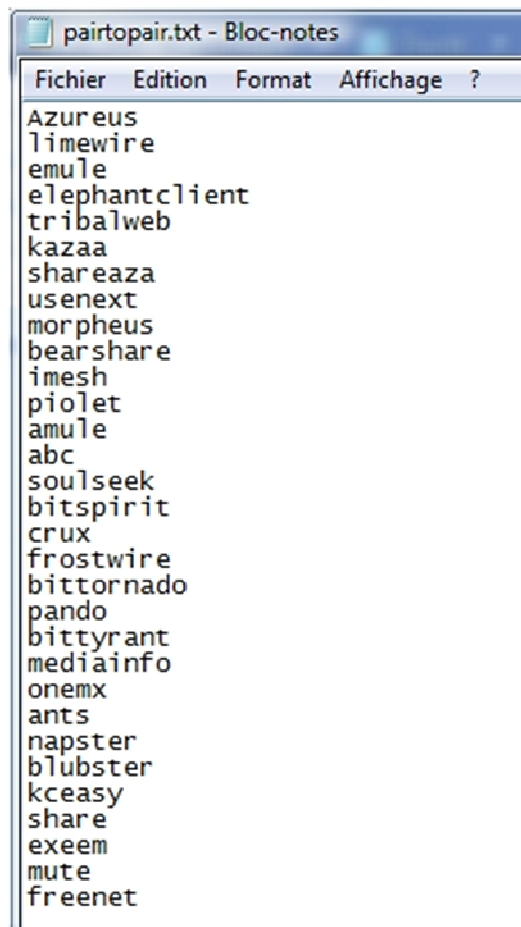 pairtopair.txt - Bloc-notes
Fichier Edition Format Affichage ?
Azureus
limewire
emule
elephantclient
tribalweb
kazaa
shareaza
usenext
morpheus
bearshare
imesh
piolet
amule
abc
soulseek
bitspirit
crux
frostwire
bittornado
pando
bittyrant
mediainfo
onemx
ants
napster
blubster
kceasy
share
exeem
mute
freenet